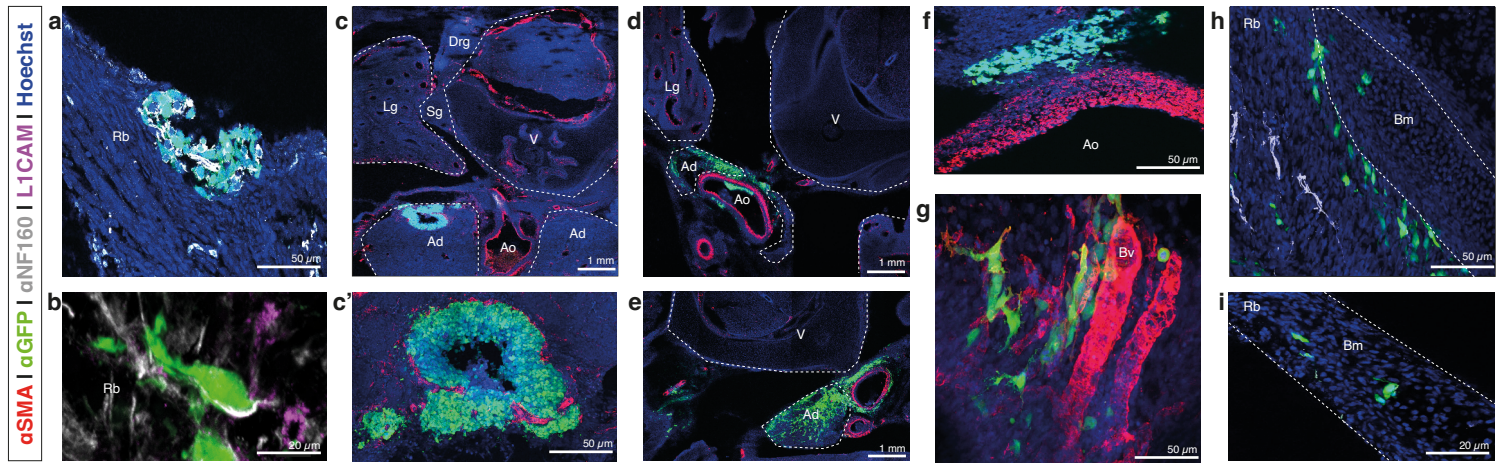 αSMA I αGFP I αNF160 I L1CAM I Hoechst
a
Rb
50 µm
b
Rb
20 µm
c
Drg
Lg
Sg
V
Ad
Ao
Ad
1 mm
c’
50 µm
d
Lg
V
Ad
Ao
1 mm
e
V
Ad
1 mm
f
Ao
50 µm
g
Bv
50 µm
h
Rb
Bm
50 µm
i
Rb
Bm
20 µm